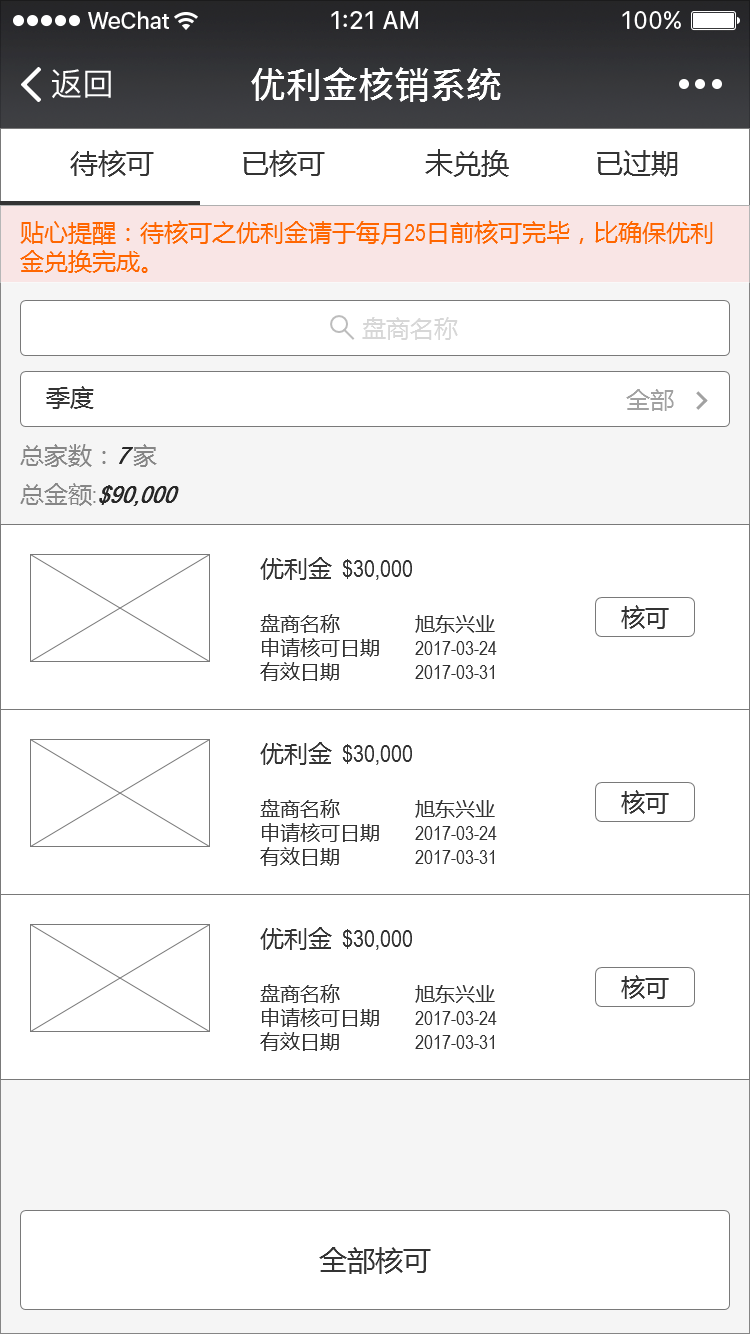 WeChat 1:21 AM 100%
返回 优利金核销系统
待核可 已核可 未兑换 已过期
贴心提醒：待核可之优利金请于每月25日前核可完毕，比确保优利
金兑换完成。
盘商名称
季度 全部
总家数：7家
总金额:$90,000
优利金 $30,000
盘商名称 旭东兴业
申请核可日期 2017-03-24
有效日期 2017-03-31
核可
优利金 $30,000
盘商名称 旭东兴业
申请核可日期 2017-03-24
有效日期 2017-03-31
核可
优利金 $30,000
盘商名称 旭东兴业
申请核可日期 2017-03-24
有效日期 2017-03-31
核可
全部核可